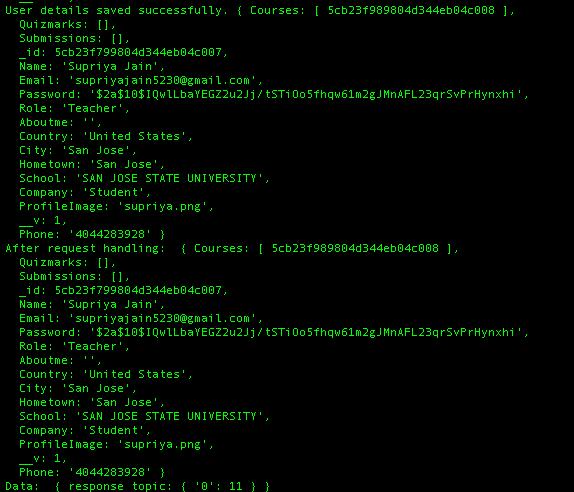 User details saved successfully. { Courses: [ 5cb23f989804d344eb04c008 ],
Quizmarks: [],
Submissions: [],
_id: 5cb23f799804d344eb04c007,
Name: 'Supriya Jain',
Email: 'supriyajain5230@gmail.com',
Password: '$2a$10$IQwlLbaYEGZ2u2Jj/tSTiOo5fhqw61m2gJMnAFL23qrSvPrHynxhi',
Role: 'Teacher',
Aboutme: '',
Country: 'United States',
City: 'San Jose',
Hometown: 'San Jose',
School: 'SAN JOSE STATE UNIVERSITY',
Company: 'Student',
ProfileImage: 'supriya.png',
__v: 1,
Phone: '4044283928' }
After request handling:  { Courses: [ 5cb23f989804d344eb04c008 ],
Quizmarks: [],
Submissions: [],
_id: 5cb23f799804d344eb04c007,
Name: 'Supriya Jain',
Email: 'supriyajain5230@gmail.com',
Password: '$2a$10$IQwlLbaYEGZ2u2Jj/tSTiOo5fhqw61m2gJMnAFL23qrSvPrHynxhi',
Role: 'Teacher',
Aboutme: '',
Country: 'United States',
City: 'San Jose',
Hometown: 'San Jose',
School: 'SAN JOSE STATE UNIVERSITY',
Company: 'Student',
ProfileImage: 'supriya.png',
__v: 1,
Phone: '4044283928' }
Data:  { response_topic: { '0': 11 } }